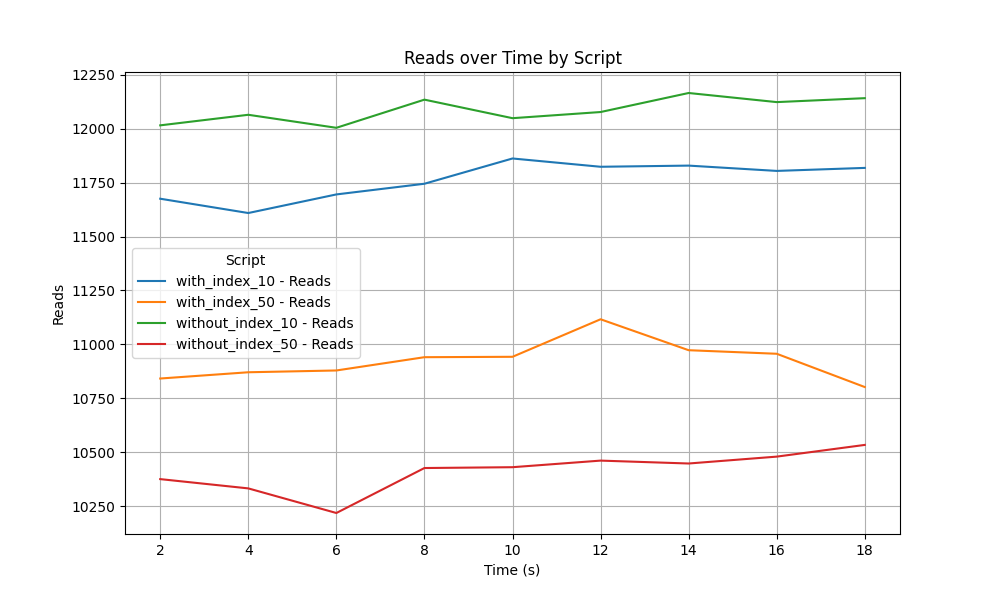 Reads over Time by Script
12250
12000
11750
11500
11250
11000
10750
10500
10250
Reads
Script
with_index_10 - Reads
with_index_50 - Reads
without_index_10 - Reads
without_index_50 - Reads
2 4 6 8 10 12 14 16 18
Time (s)